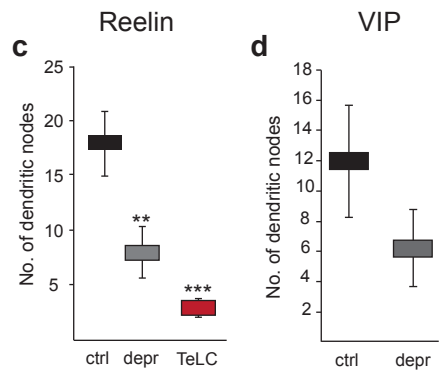 Reelin
c
No. of dendritic nodes
25
20
15
10
5
**
***
ctrl depr TeLC
VIP
d
No. of dendritic nodes
18
16
14
12
10
8
6
4
2
ctrl depr